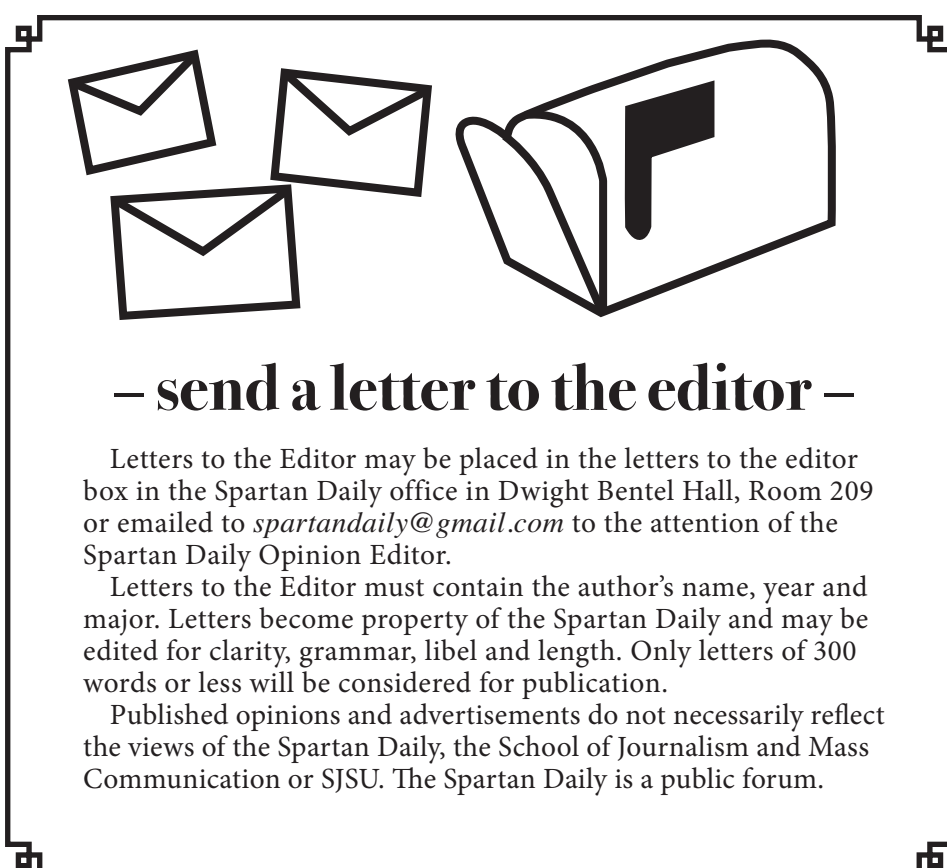 – send a letter to the editor –
Letters to the Editor may be placed in the letters to the editor
box in the Spartan Daily office in Dwight Bentel Hall, Room 209
or emailed to spartandaily@gmail.com to the attention of the
Spartan Daily Opinion Editor.
Letters to the Editor must contain the author’s name, year and
major. Letters become property of the Spartan Daily and may be
edited for clarity, grammar, libel and length. Only letters of 300
words or less will be considered for publication.
Published opinions and advertisements do not necessarily reflect
the views of the Spartan Daily, the School of Journalism and Mass
Communication or SJSU. The Spartan Daily is a public forum.